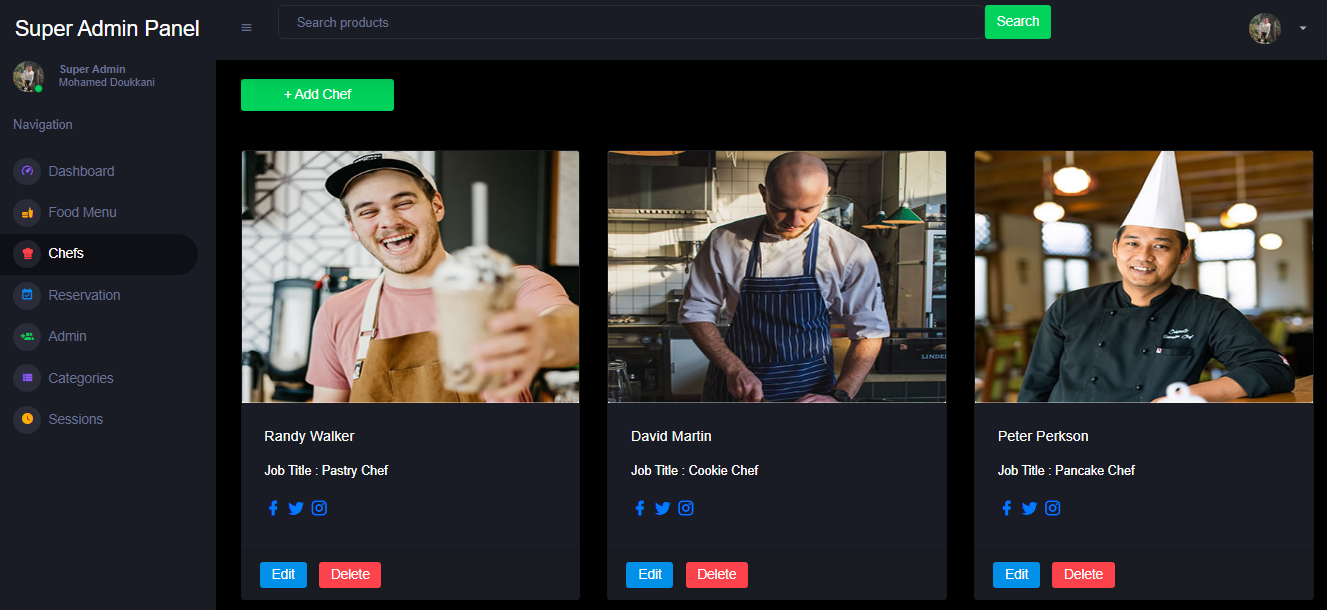 Super Admin Panel
Search products
Search
Super Admin
Mohamed Doukkani
Navigation
Dashboard
Food Menu
Chefs
Reservation
Admin
Categories
Sessions
+ Add Chef
LINDE
Randy Walker
Job Title : Pastry Chef
Edit
Delete
David Martin
Job Title : Cookie Chef
Edit
Delete
Peter Perkson
Job Title : Pancake Chef
Edit
Delete